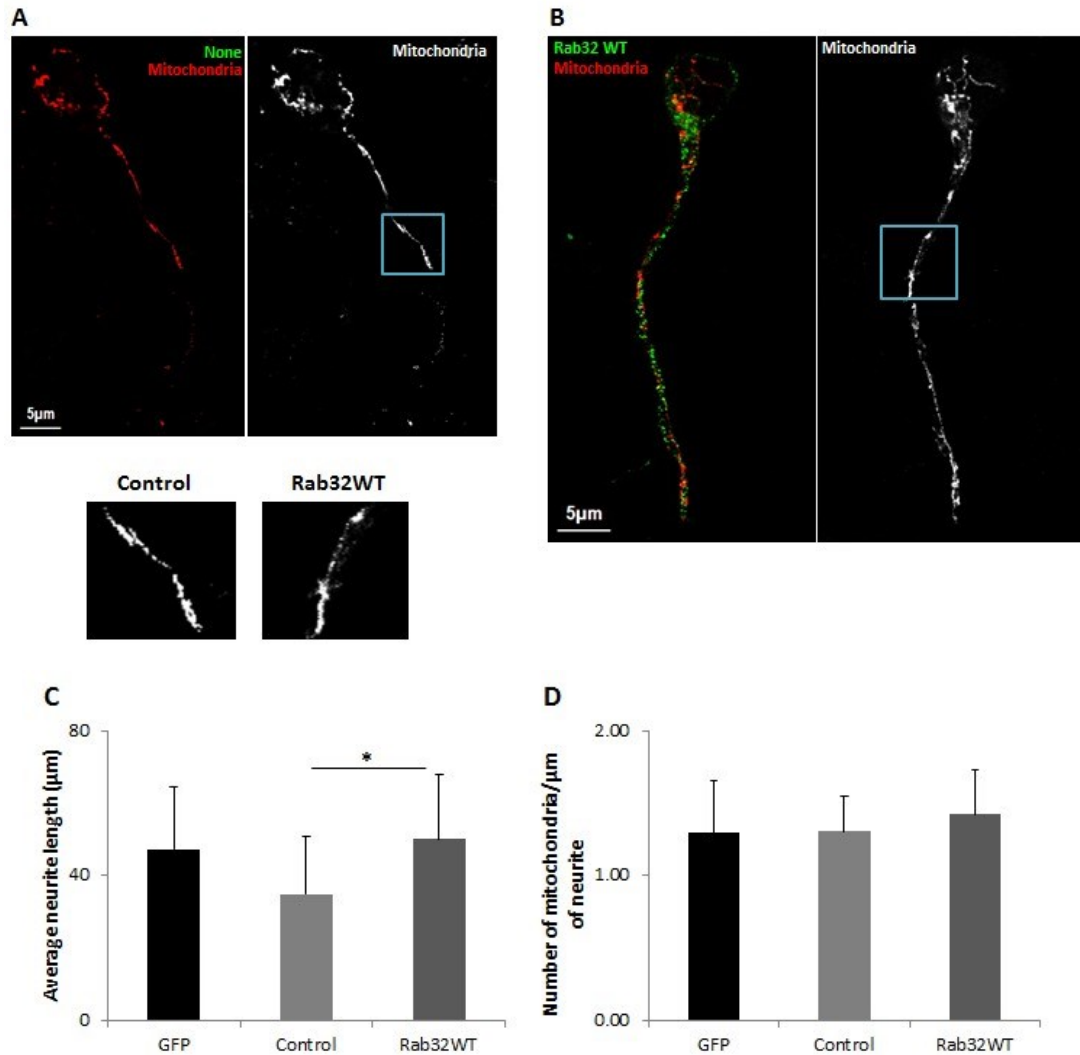 A
None
Mitochondria
Mitochondria
5µm
B
Rab32 WT
Mitochondria
Mitochondria
5µm
Control
Rab32WT
C
Average neurite length (µm)
80
40
0
*
GFP
Control
Rab32WT
D
Number of mitochondria/µm
of neurite
2.00
1.00
0.00
GFP
Control
Rab32WT